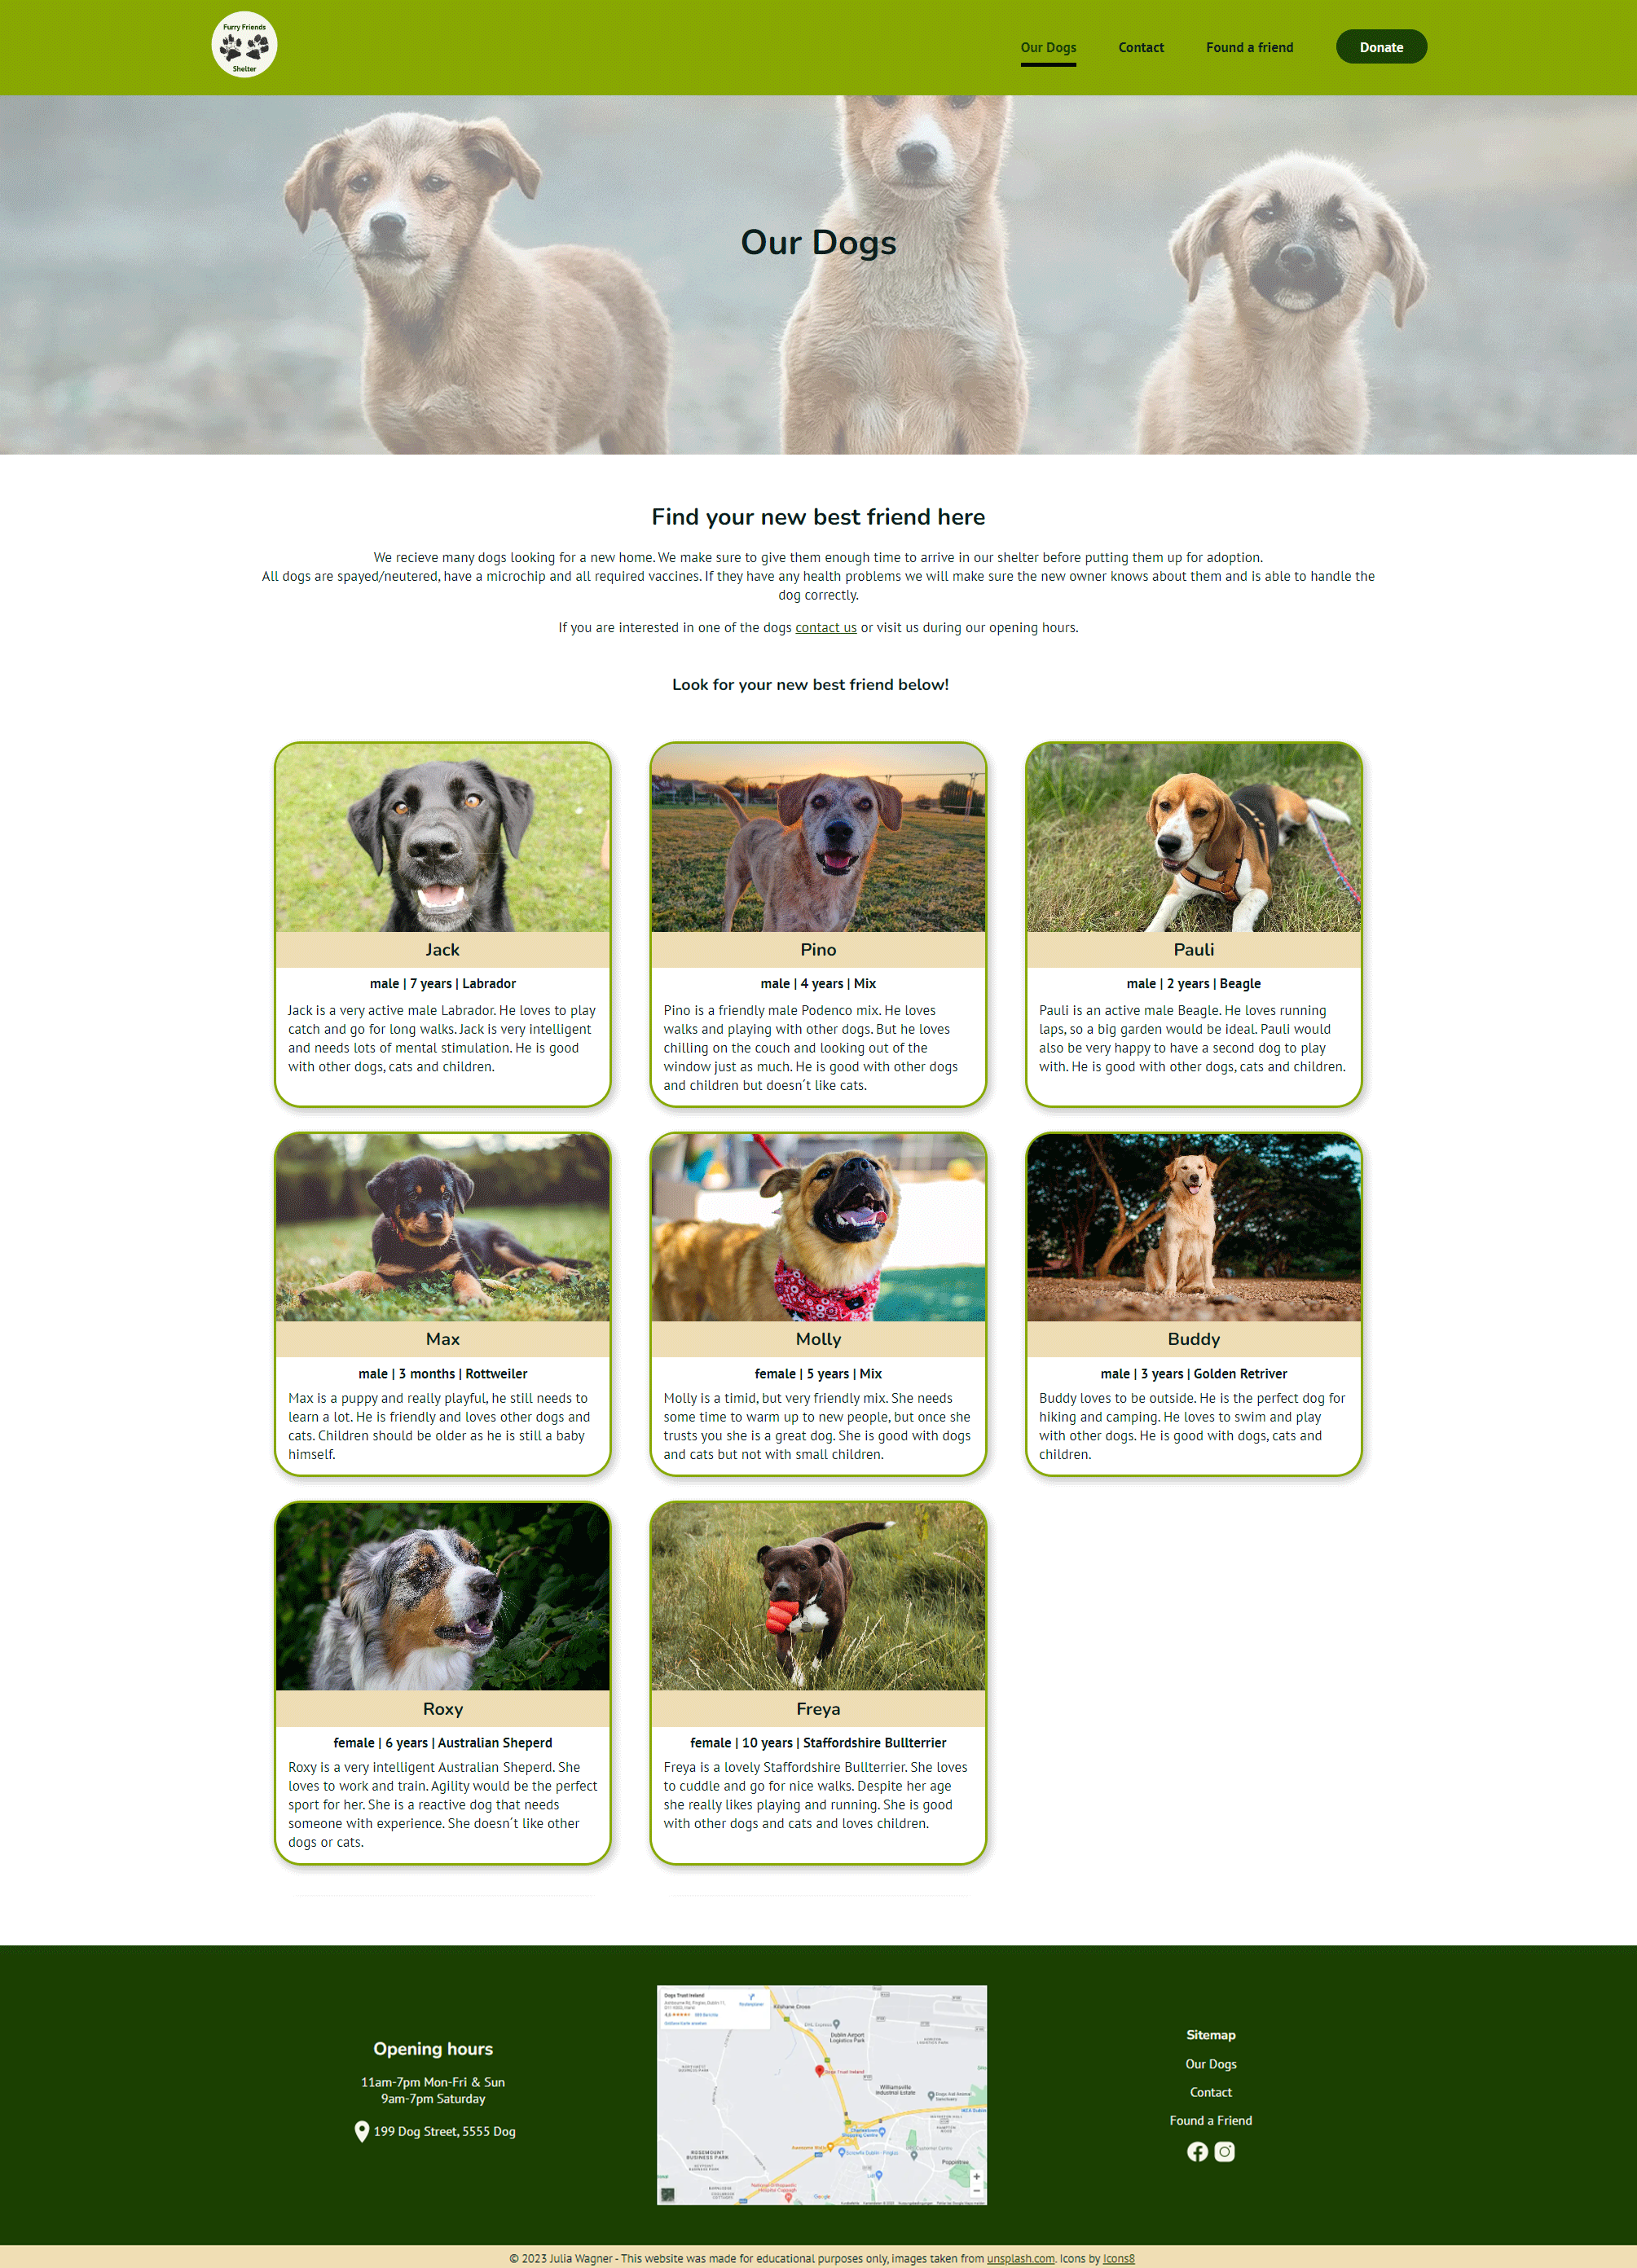 Furry Friends
Shelter
Our Dogs
Contact
Found a friend
Donate
Our Dogs
Find your new best friend here
We recieve many dogs looking for a new home. We make sure to give them enough time to arrive in our shelter before putting them up for adoption.
All dogs are spayed/neutered, have a microchip and all required vaccines. If they have any health problems we will make sure the new owner knows about them and is able to handle the
dog correctly.
If you are interested in one of the dogs contact us or visit us during our opening hours.
Look for your new best friend below!
Jack
male | 7 years | Labrador
Jack is a very active male Labrador. He loves to play
catch and go for long walks. Jack is very intelligent
and needs lots of mental stimulation. He is good
with other dogs, cats and children.
Pino
male | 4 years | Mix
Pino is a friendly male Podenco mix. He loves
walks and playing with other dogs. But he loves
chilling on the couch and looking out of the
window just as much. He is good with other dogs
and children but doesn´t like cats.
Pauli
male | 2 years | Beagle
Pauli is an active male Beagle. He loves running
laps, so a big garden would be ideal. Pauli would
also be very happy to have a second dog to play
with. He is good with other dogs, cats and children.
Max
male | 3 months | Rottweiler
Max is a puppy and really playful, he still needs to
learn a lot. He is friendly and loves other dogs and
cats. Children should be older as he is still a baby
himself.
Molly
female | 5 years | Mix
Molly is a timid, but very friendly mix. She needs
some time to warm up to new people, but once she
trusts you she is a great dog. She is good with dogs
and cats but not with small children.
Buddy
male | 3 years | Golden Retriver
Buddy loves to be outside. He is the perfect dog for
hiking and camping. He loves to swim and play
with other dogs. He is good with dogs, cats and
children.
Roxy
female | 6 years | Australian Sheperd
Roxy is a very intelligent Australian Sheperd. She
loves to work and train. Agility would be the perfect
sport for her. She is a reactive dog that needs
someone with experience. She doesn´t like other
dogs or cats.
Freya
female | 10 years | Staffordshire Bullterrier
Freya is a lovely Staffordshire Bullterrier. She loves
to cuddle and go for nice walks. Despite her age
she really likes playing and running. She is good
with other dogs and cats and loves children.
Opening hours
11am-7pm Mon-Fri & Sun
9am-7pm Saturday
199 Dog Street, 5555 Dog
Dogs Trust Ireland
Kilshane Cross
Dublin Airport
Logistics Park
Dogs Trust Ireland
Williamsville
Industrial Estate
Charlestown
Shopping Centre
ROSEMOUNT
BUSINESS PARK
Poppintree
Google
Sitemap
Our Dogs
Contact
Found a Friend
© 2023 Julia Wagner - This website was made for educational purposes only, images taken from unsplash.com. Icons by Icons8